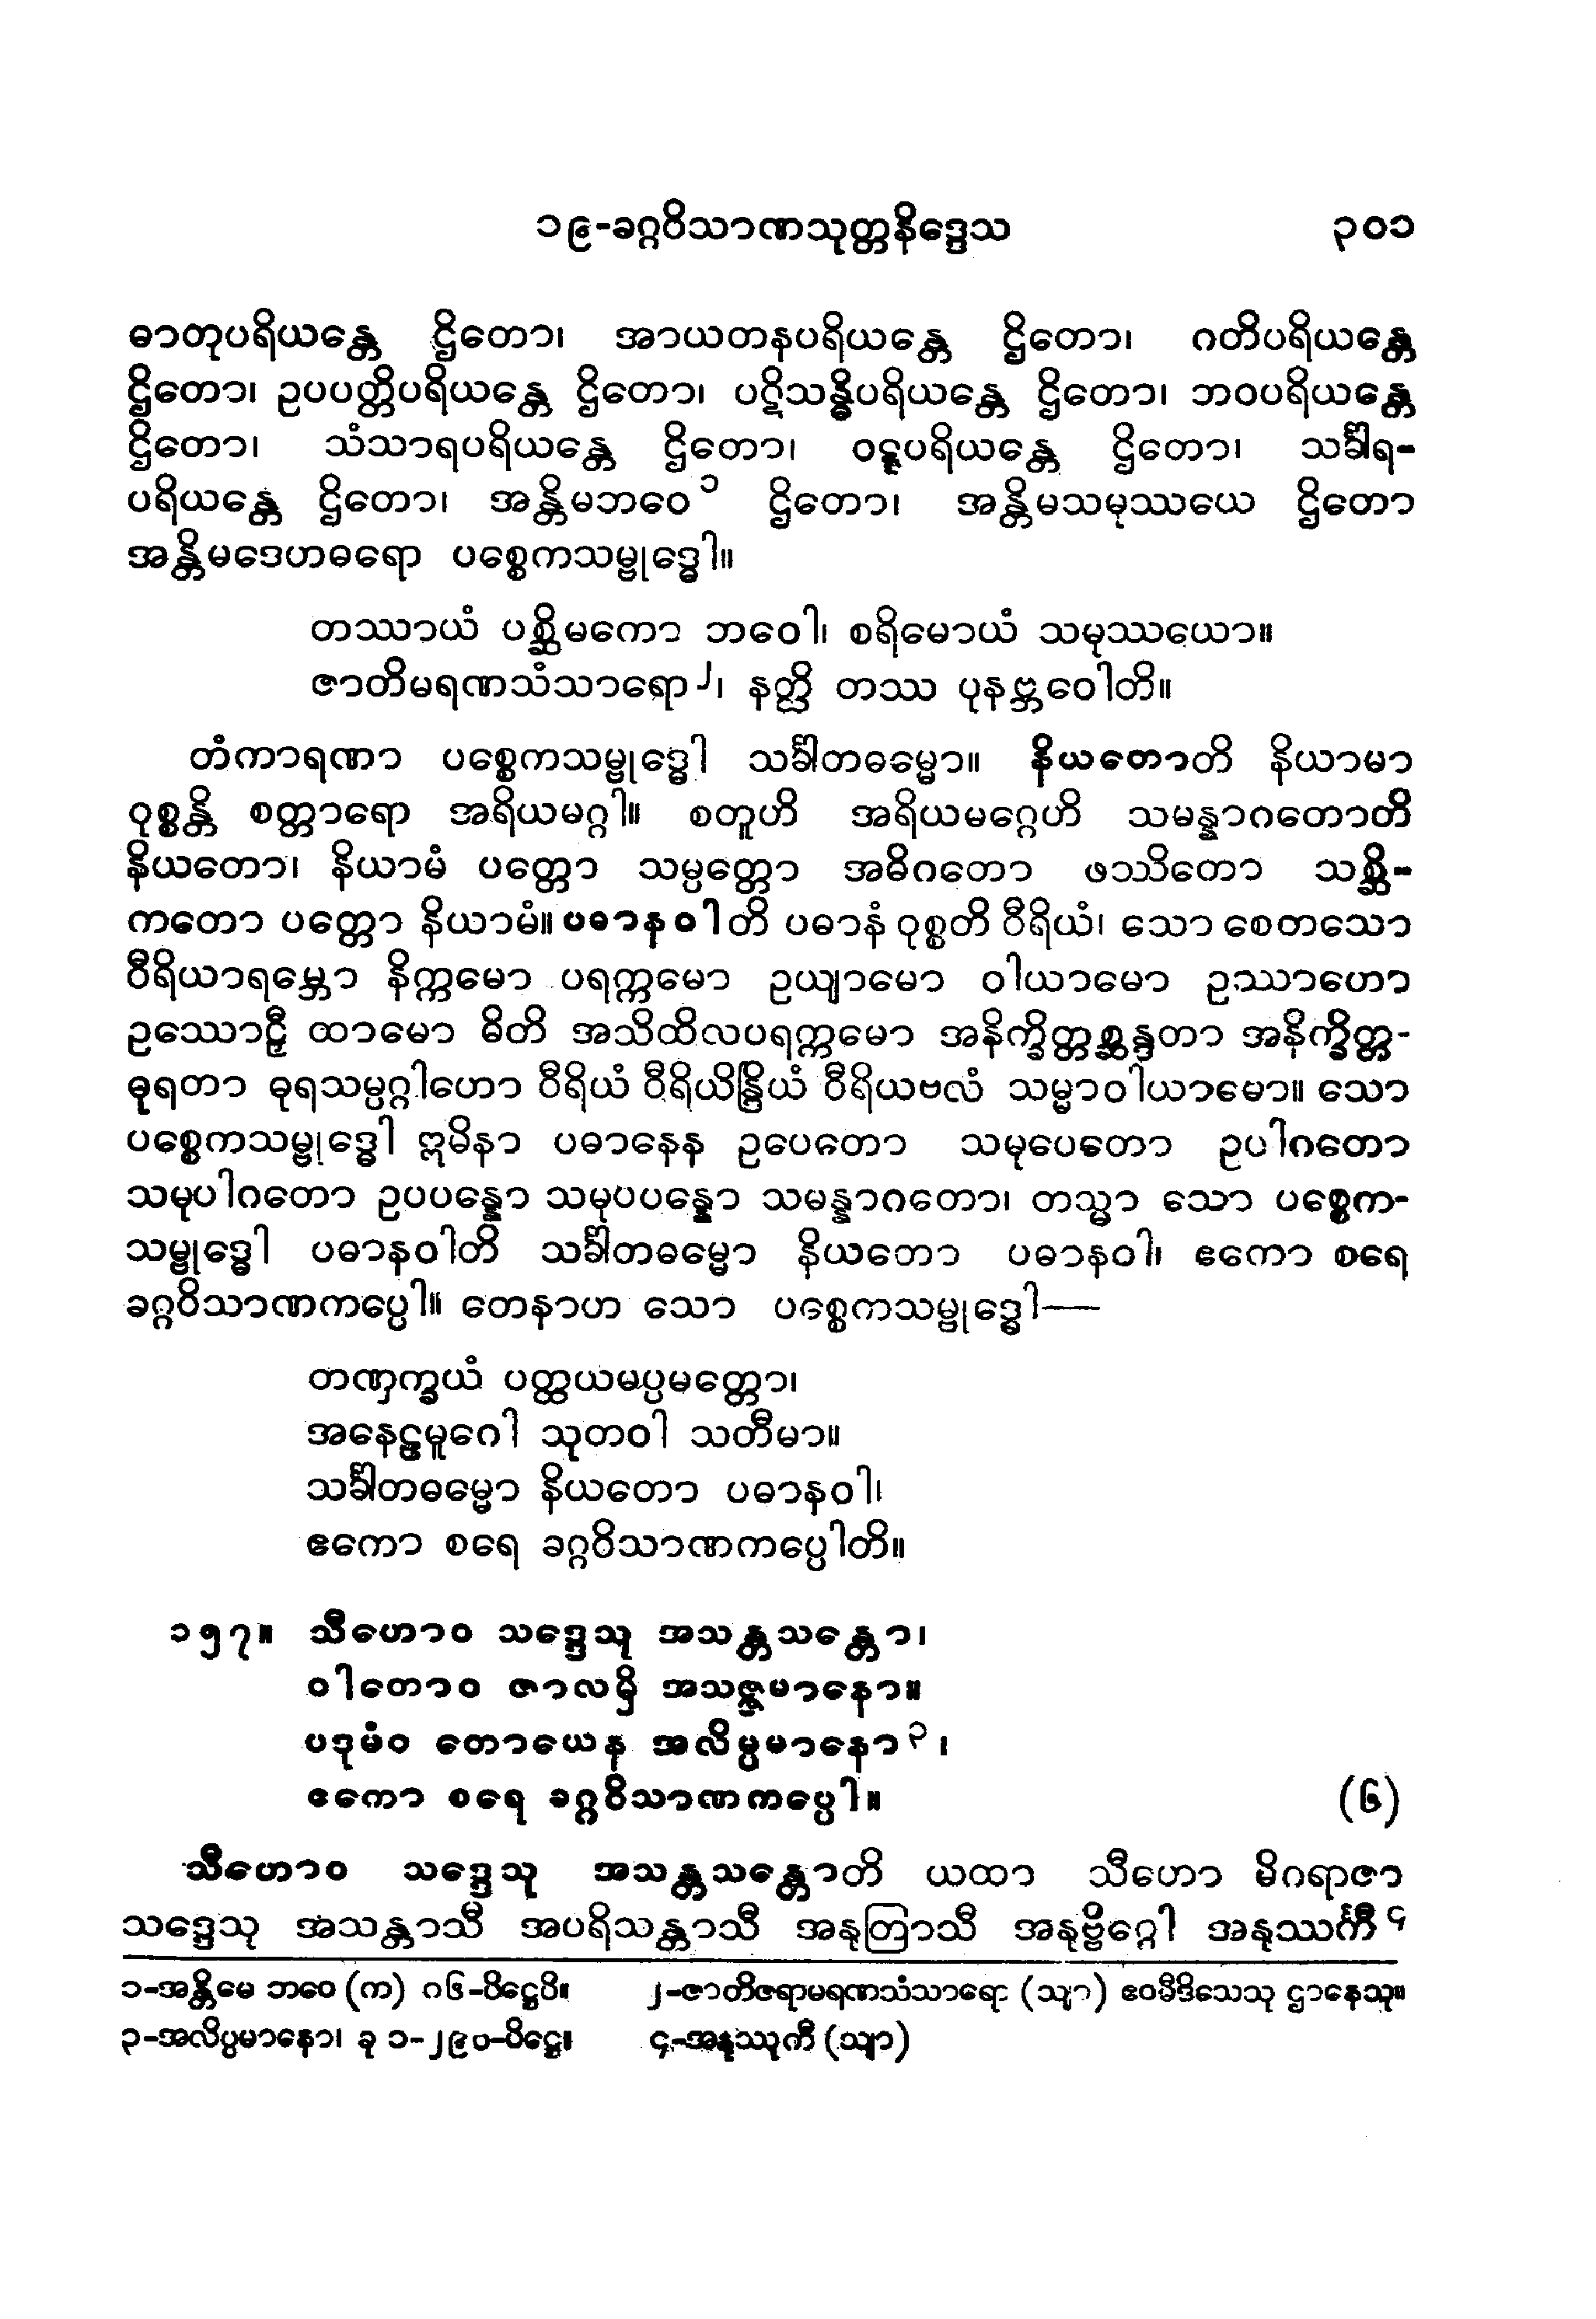 ၁၉-ခဂ္ဂဝိသာဏသုတ္တနိဒ္ဒေသ ၃၀၁
ဓာတုပရိယန္တေ ဌိတော၊ အာယတနပရိယန္တေ ဌိတော၊ ဂတိပရိယန္တေ
ဌိတော၊ ဥပပတ္တိပရိယန္တေ ဌိတော၊ ပဋိသန္ဓိပရိယန္တေ ဌိတော၊ ဘဝပရိယန္တေ
ဌိတော၊ သံသာရပရိယန္တေ ဌိတော၊ ဝဋ္ဋပရိယန္တေ ဌိတော၊ သင်္ခါရ-
ပရိယန္တေ ဌိတော၊ အန္တိမဘဝေ ၁ ဌိတော၊ အန္တိမသမုဿယေ ဌိတော
အန္တိမဒေဟဓရော ပစ္စေကသမ္ဗုဒ္ဓေါ။
တဿာယံ ပစ္ဆိမကော ဘဝေါ၊ စရိမောယံ သမုဿယော။
ဇာတိမရဏသံသာရော ၂၊ နတ္ထိ တဿ ပုနဗ္ဘဝေါတိ။
တံကာရဏာ ပစ္စေကသမ္ဗုဒ္ဓေါ သင်္ခါတဓမ္မော။ နိယတောတိ နိယာမာ
ဝုစ္စန္တိ စတ္တာရော အရိယမဂ္ဂါ။ စတူဟိ အရိယမဂ္ဂေဟိ သမန္နာဂတောတိ
နိယတော၊ နိယာမံ ပတ္တော သမ္ပတ္တော အဓိဂတော ဖဿိတော သစ္ဆိ-
ကတော ပတ္တော နိယာမံ။ ပဓာနဝါတိ ပဓာနံ ဝုစ္စတိ ဝီရိယံ၊ သော စေတသော
ဝီရိယာရမ္ဘော နိက္ကမော ပရက္ကမော ဥယျာမော ဝါယာမော ဥဿာဟော
ဥဿောဠှီ ထာမော ဓိတိ အသိထိလပရက္ကမော အနိက္ခိတ္တစ္ဆန္ဒတာ အနိက္ခိတ္တ-
ဓုရတာ ဓုရသမ္ပဂ္ဂါဟော ဝီရိယံ ဝီရိယိန္ဒြိယံ ဝီရိယဗလံ သမ္မာဝါယာမော။ သော
ပစ္စေကသမ္ဗုဒ္ဓေါ ဣမိနာ ပဓာနေန ဥပေတော သမုပေတော ဥပါဂတော
သမုပါဂတော ဥပပန္နော သမုပပန္နော သမန္နာဂတော၊ တသ္မာ သော ပစ္စေက-
သမ္ဗုဒ္ဓေါ ပဓာနဝါတိ သင်္ခါတဓမ္မော နိယတော ပဓာနဝါ၊ ဧကော စရေ
ခဂ္ဂဝိသာဏကပ္ပေါ။ တေနာဟ သော ပစ္စေကသမ္ဗုဒ္ဓေါ—
တဏှက္ခယံ ပတ္ထယမပ္ပမတ္တော၊
အနေဠမူဂေါ သုတဝါ သတီမာ။
သင်္ခါတဓမ္မော နိယတော ပဓာနဝါ၊
ဧကော စရေ ခဂ္ဂဝိသာဏကပ္ပေါတိ။
၁၅၇။ သီဟောဝ သဒ္ဒေသု အသန္တသန္တော၊
ဝါတောဝ ဇာလမှိ အသဇ္ဇမာနော။
ပဒုမံဝ တောယေန အလိမ္ပမာနော ၃ ၊
ဧကော စရေ ခဂ္ဂဝိသာဏကပ္ပေါ။ (၆)
သီဟောဝ သဒ္ဒေသု အသန္တသန္တောတိ ယထာ သီဟော မိဂရာဇာ
သဒ္ဒေသု အသန္တာသီ အပရိသန္တာသီ အနုတြာသီ အနုဗ္ဗိဂ္ဂေါ အနုဿင်္ကီ ၄
၁-အန္တိမေ ဘဝေ (က) ဂ၆-ပိဋ္ဌေပိ။ ၂-ဇာတိဇရာမရဏသံသာရော (သျာ) ဧဝမီဒိသေသု ဌာနေသု။
၃-အလိပ္ပမာနော၊ ခု ၁-၂၉၀-ပိဋ္ဌေ။ ၄-အနုဿုကီ (သျာ)